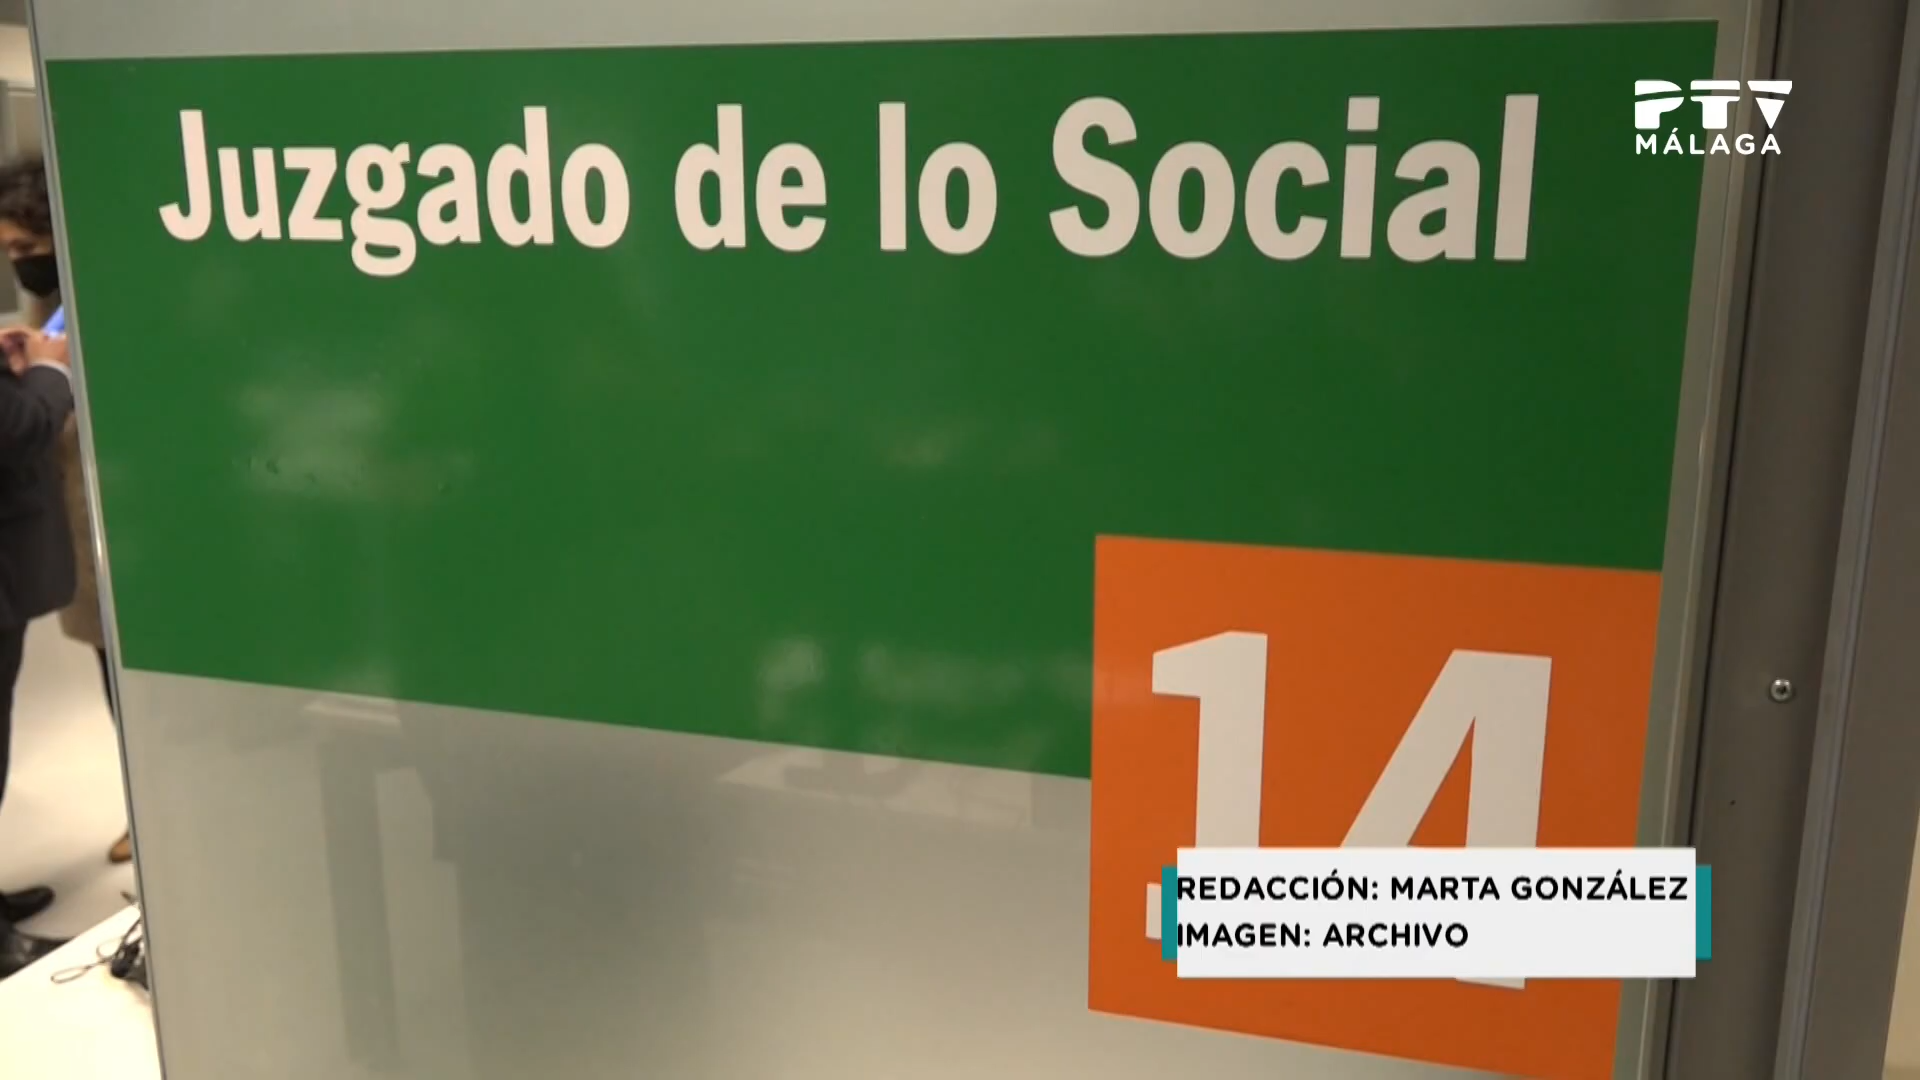 Juzgado de lo Social
PTV
MÁLAGA
14
REDACCIÓN: MARTA GONZÁLEZ
IMAGEN: ARCHIVO